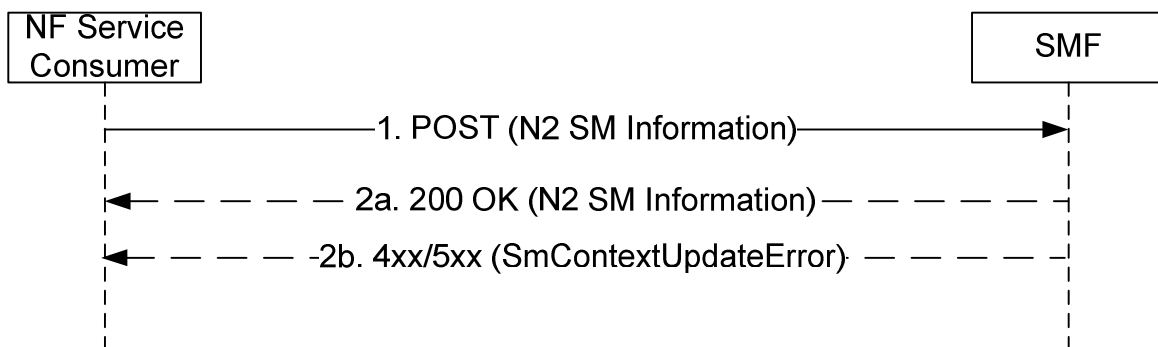 NF Service
Consumer
SMF
1. POST (N2 SM Information)
2a. 200 OK (N2 SM Information)
2b. 4xx/5xx (SmContextUpdateError)